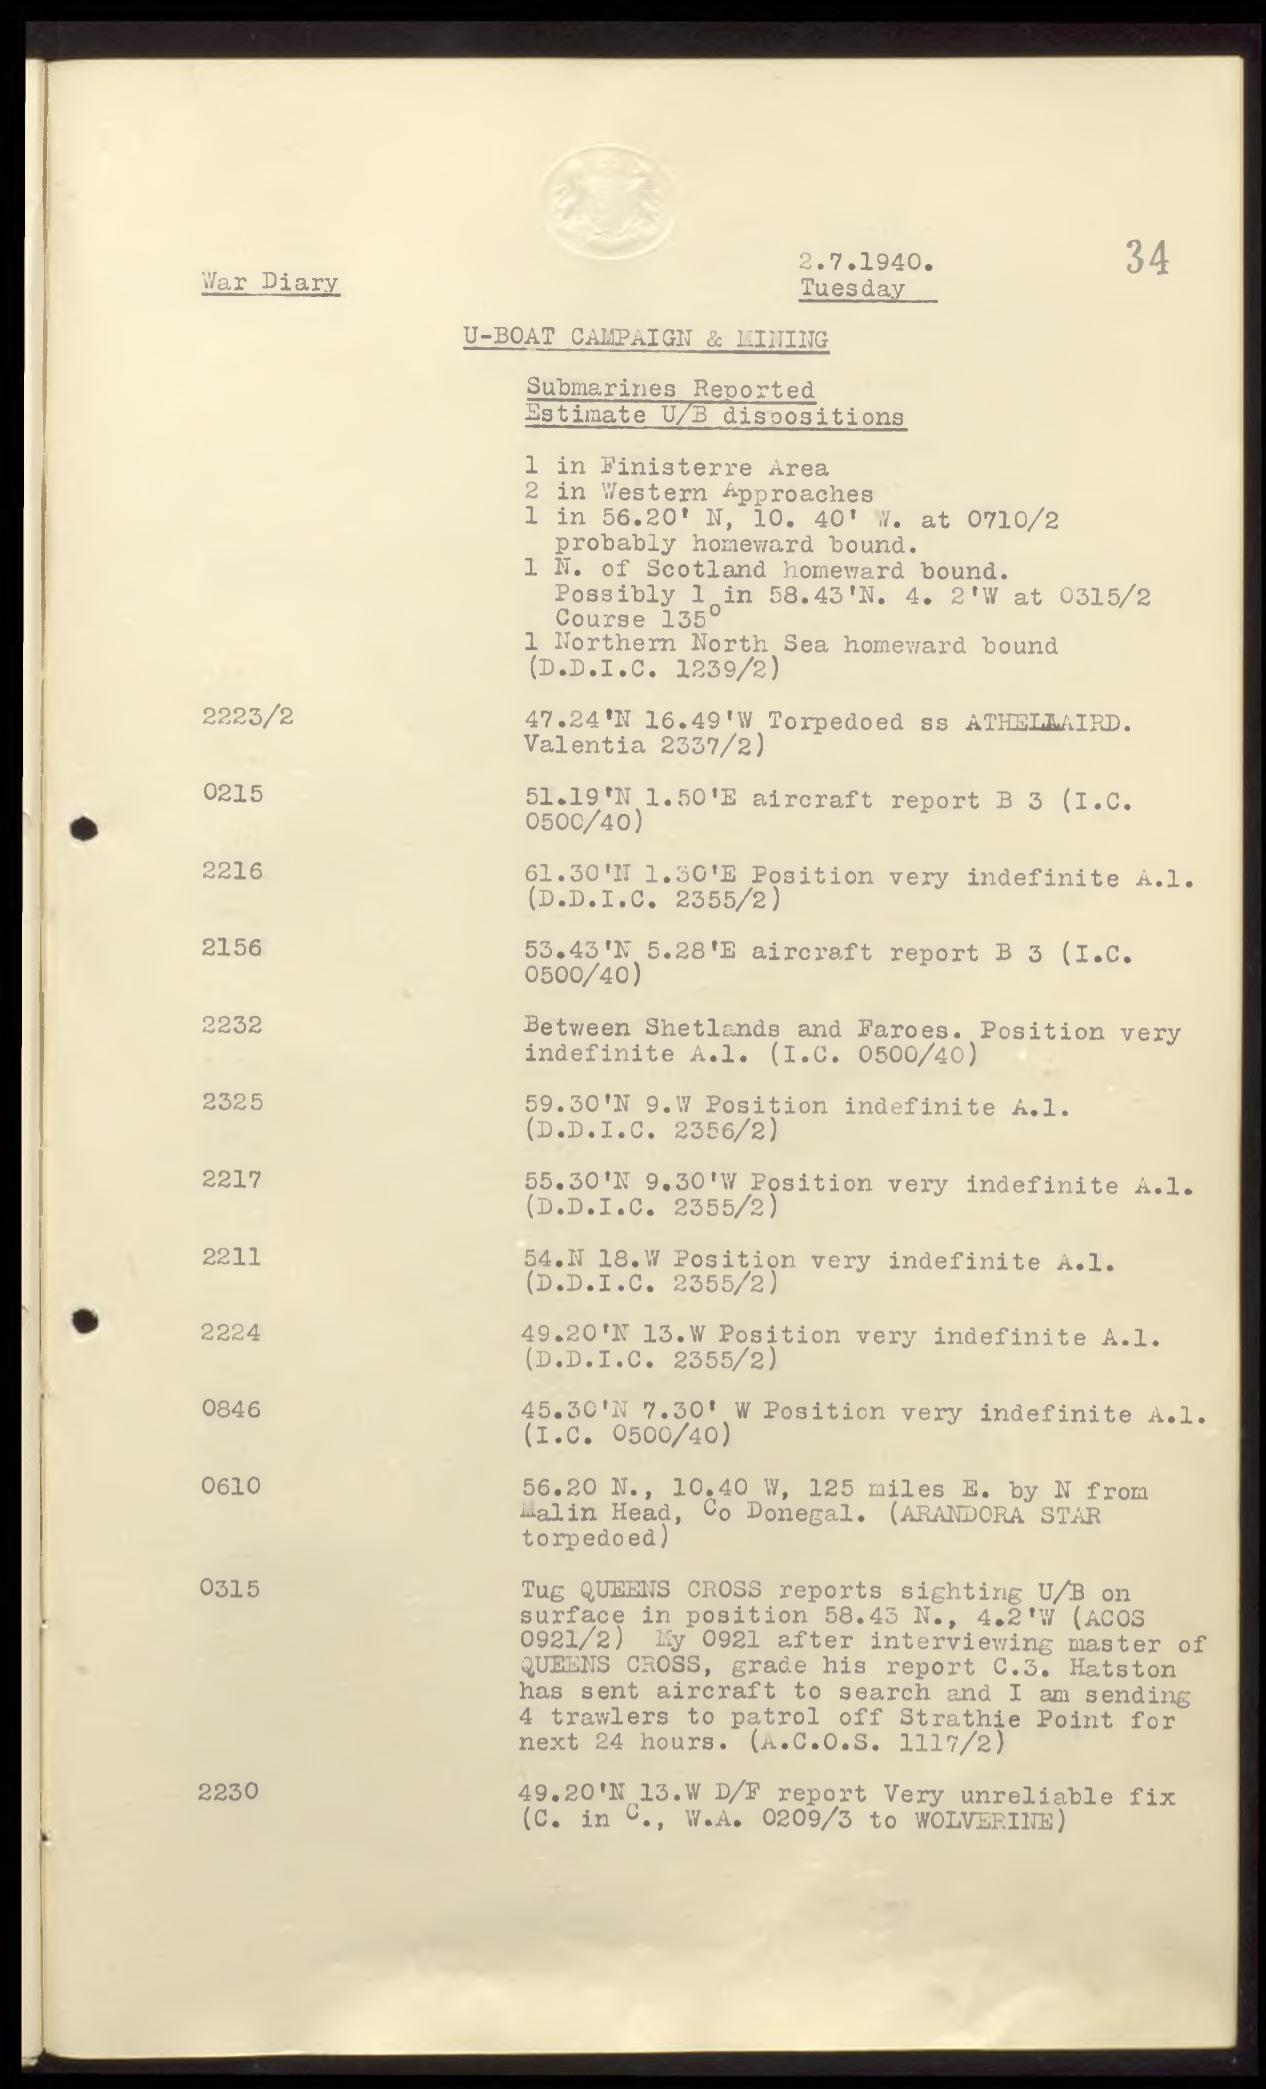 34
2.7.1940.
War Diary
Tuesday
U-BOAT CAMPAIGN & MINING
Submarines Reported
Estimate U/B dispositions
1 in Finisterre Area
2 in Western Approaches
1 in 56.20' N, 10. 40' W. at 0710/2
probably homeward bound.
1 N. of Scotland homeward bound.
Possibly 1 in 58.43'N. 4. 2'W at 0315/2
Course 135°
1 Northern North Sea homeward bound
(D.D.I.C. 1239/2)
2223/2 47.24'N 16.49'W Torpedoed ss ATHELLAIRD.
Valentia 2337/2)
0215 51.19'N 1.50'E aircraft report B 3 (I.C.
0500/40)
2216 61.30'N 1.30'E Position very indefinite A.1.
(D.D.I.C. 2355/2)
2156 53.43'N 5.28'E aircraft report B 3 (I.C.
0500/40)
2232 Between Shetlands and Faroes. Position very
indefinite A.1. (I.C. 0500/40)
2325 59.30'N 9.W Position indefinite A.1.
(D.D.I.C. 2356/2)
2217 55.30'N 9.30'W Position very indefinite A.1.
(D.D.I.C. 2355/2)
2211 54.N 18.W Position very indefinite A.1.
(D.D.I.C. 2355/2)
2224 49.20'N 13.W Position very indefinite A.1.
(D.D.I.C. 2355/2)
0846 45.30'N 7.30' W Position very indefinite A.1.
(I.C. 0500/40)
0610 56.20 N., 10.40 W, 125 miles E. by N from
Malin Head, Co Donegal. (ARANDORA STAR
torpedoed)
0315 Tug QUEENS CROSS reports sighting U/B on
surface in position 58.43 N., 4.2'W (ACOS
0921/2) My 0921 after interviewing master of
QUEENS CROSS, grade his report C.3. Hatston
has sent aircraft to search and I am sending
4 trawlers to patrol off Strathie Point for
next 24 hours. (A.C.O.S. 1117/2)
2230 49.20'N 13.W D/F report Very unreliable fix
(C. in C., W.A. 0209/3 to WOLVERINE)